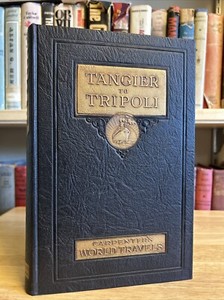 TANGIER
TO
TRIPOLI
CARPENTER'S
WORLD TRAVELS